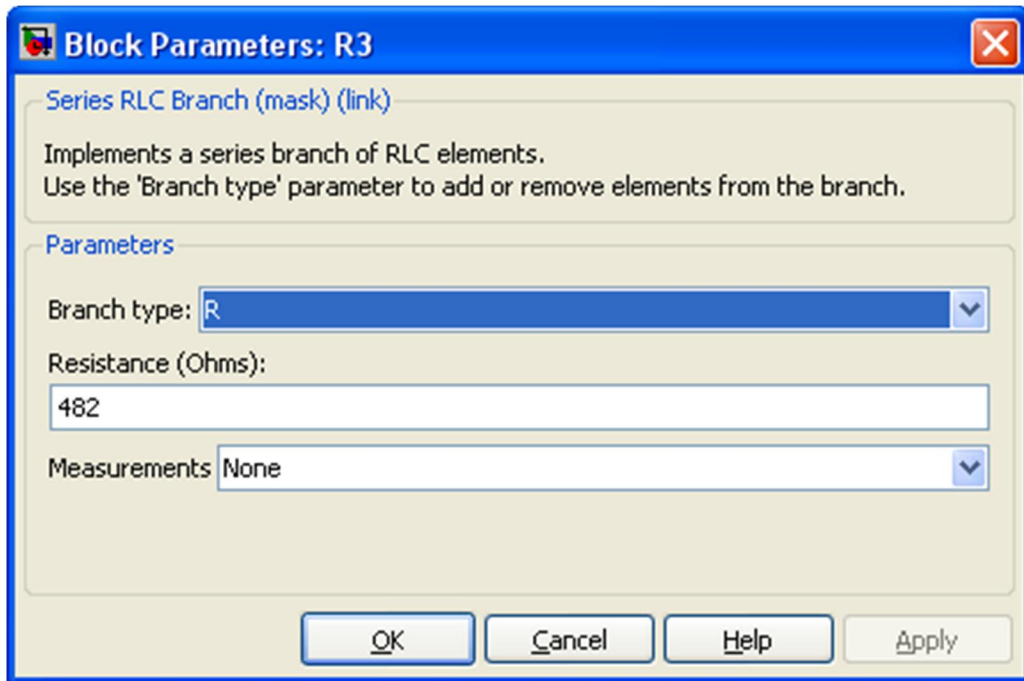 Block Parameters: R3
Series RLC Branch (mask) (link)
Implements a series branch of RLC elements.
Use the 'Branch type' parameter to add or remove elements from the branch.
Parameters
Branch type: R
Resistance (Ohms):
482
Measurements None
OK Cancel Help Apply